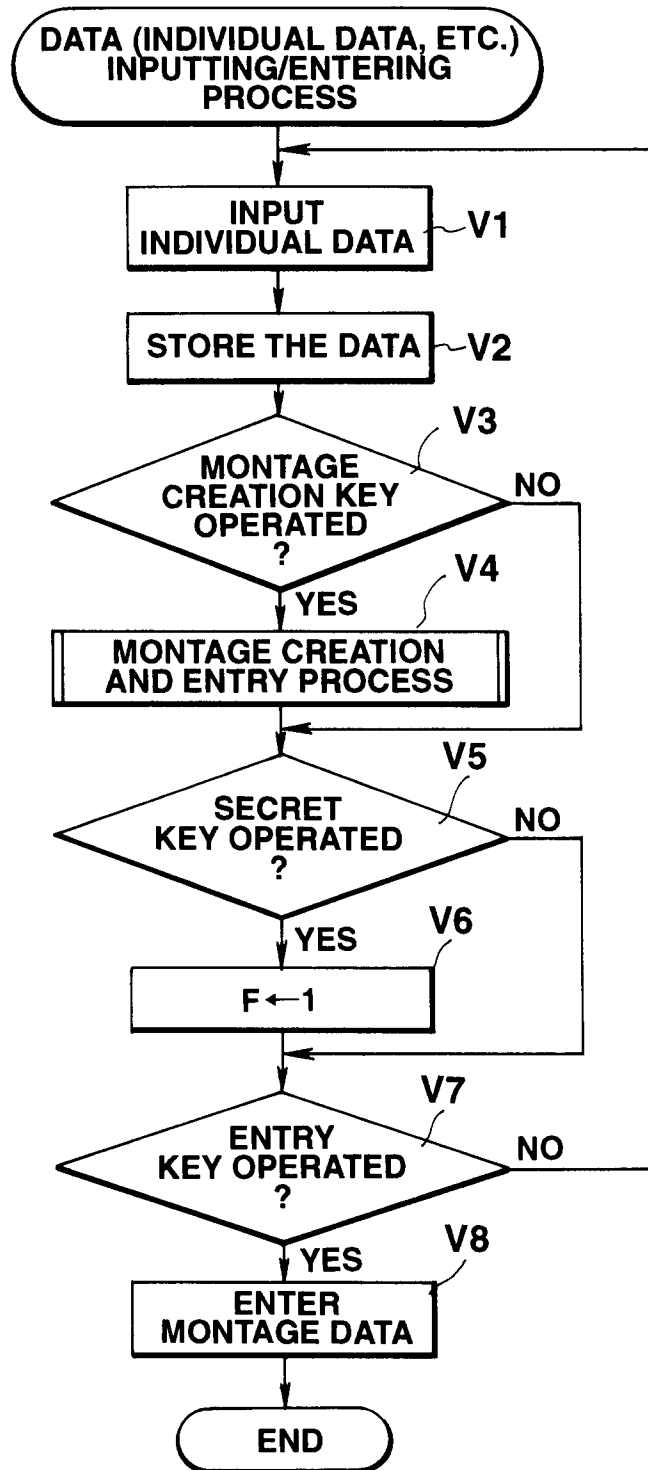 DATA (INDIVIDUAL DATA, ETC.)
INPUTTING/ENTERING
PROCESS
INPUT
INDIVIDUAL DATA
V1
STORE THE DATA
V2
V3
MONTAGE
CREATION KEY
OPERATED
?
NO
YES
V4
MONTAGE CREATION
AND ENTRY PROCESS
V5
SECRET
KEY OPERATED
?
NO
YES
V6
F←1
V7
ENTRY
KEY OPERATED
?
NO
YES
V8
ENTER
MONTAGE DATA
END